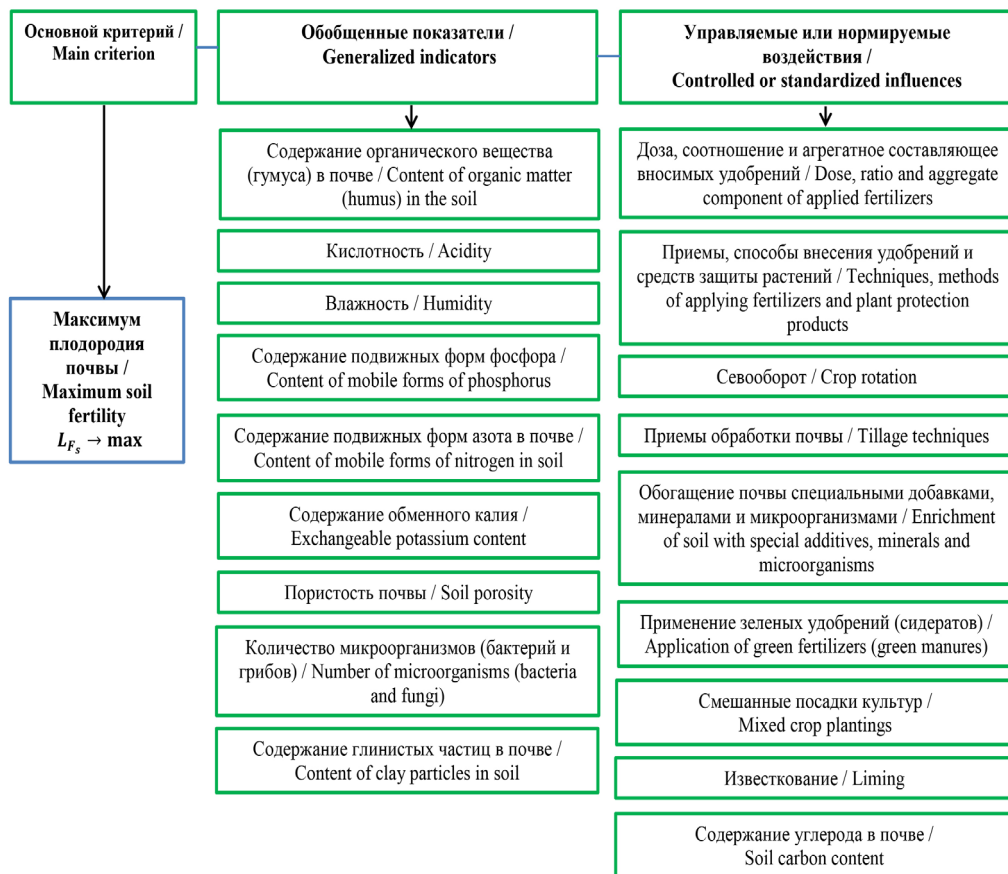 Основной критерий /
Main criterion
Обобщенные показатели /
Generalized indicators
Управляемые или нормируемые
воздействия /
Controlled or standardized influences
Максимум
плодородия
почвы /
Maximum soil
fertility
L_{F_s} → max
Содержание органического вещества
(гумуса) в почве / Content of organic matter
(humus) in the soil
Кислотность / Acidity
Влажность / Humidity
Содержание подвижных форм фосфора /
Content of mobile forms of phosphorus
Содержание подвижных форм азота в почве /
Content of mobile forms of nitrogen in soil
Содержание обменного калия /
Exchangeable potassium content
Пористость почвы / Soil porosity
Количество микроорганизмов (бактерий и
грибов) / Number of microorganisms (bacteria
and fungi)
Содержание глинистых частиц в почве /
Content of clay particles in soil
Доза, соотношение и агрегатное составляющее
вносимых удобрений / Dose, ratio and aggregate
component of applied fertilizers
Приемы, способы внесения удобрений и
средств защиты растений / Techniques, methods
of applying fertilizers and plant protection
products
Севооборот / Crop rotation
Приемы обработки почвы / Tillage techniques
Обогащение почвы специальными добавками,
минералами и микроорганизмами / Enrichment
of soil with special additives, minerals and
microorganisms
Применение зеленых удобрений (сидератов) /
Application of green fertilizers (green manures)
Смешанные посадки культур /
Mixed crop plantings
Известкование / Liming
Содержание углерода в почве /
Soil carbon content